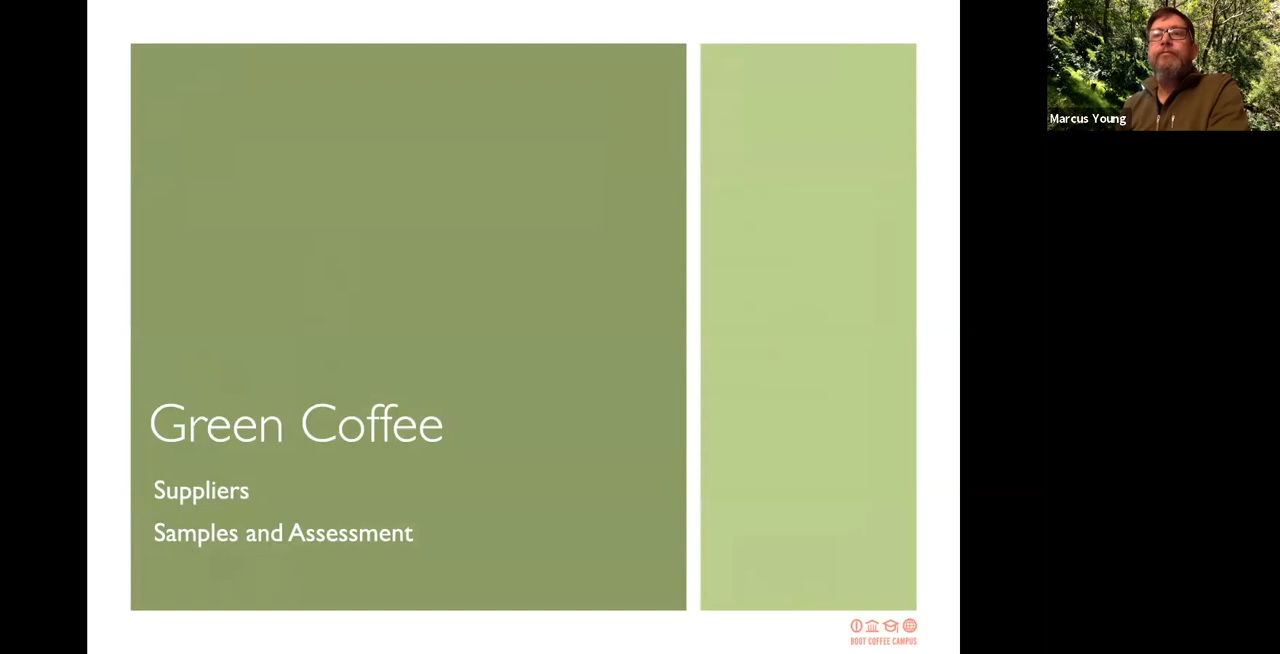 Marcus Young
Green Coffee
Suppliers
Samples and Assessment
BOOT COFFEE CAMPUS